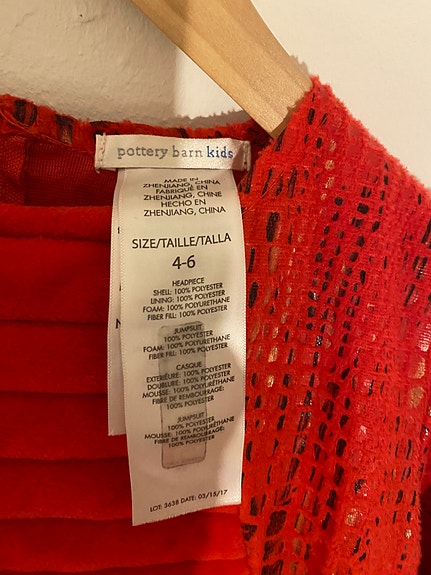 pottery barn kids
MADE IN
ZHENJIANG, CHINA
FABRIQUÉ EN
ZHENJIANG, CHINE
HECHO EN
ZHENJIANG, CHINA
SIZE/TAILLE/TALLA
4-6
HEADPIECE
SHELL: 100% POLYESTER
LINING: 100% POLYESTER
FOAM: 100% POLYURETHANE
FIBER FILL: 100% POLYESTER
JUMPSUIT
100% POLYESTER
FOAM: 100% POLYURETHANE
FIBER FILL: 100% POLYESTER
CASQUE
EXTÉRIEURE: 100% POLYESTER
DOUBLURE: 100% POLYESTER
MOUSSE: 100% POLYURÉTHANE
FIBRE DE REMBOURRAGE:
100% POLYESTER
JUMPSUIT
100% POLYESTER
MOUSSE: 100% POLYURÉTHANE
FIBRE DE REMBOURRAGE:
100% POLYESTER
LOT: 3638 DATE: 03/15/17